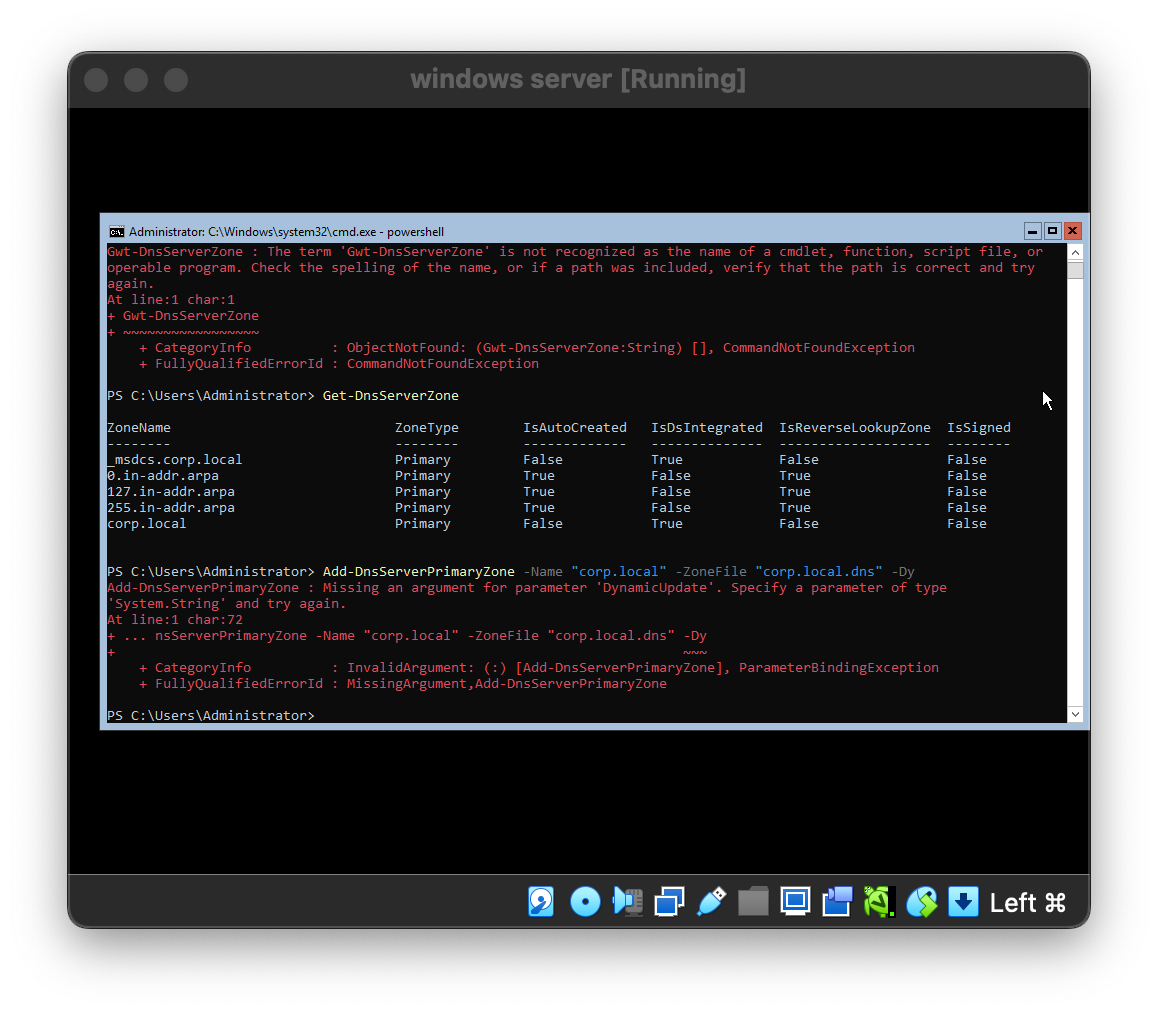 windows server [Running]
Administrator: C:\Windows\system32\cmd.exe - powershell
Gwt-DnsServerZone : The term 'Gwt-DnsServerZone' is not recognized as the name of a cmdlet, function, script file, or
operable program. Check the spelling of the name, or if a path was included, verify that the path is correct and try
again.
At line:1 char:1
+ Gwt-DnsServerZone
+ ~~~~~~~~~~~~~~~~~
    + CategoryInfo          : ObjectNotFound: (Gwt-DnsServerZone:String) [], CommandNotFoundException
    + FullyQualifiedErrorId : CommandNotFoundException
PS C:\Users\Administrator> Get-DnsServerZone
ZoneName                            ZoneType        IsAutoCreated   IsDsIntegrated  IsReverseLookupZone  IsSigned
--------                            --------        -------------   --------------  -------------------  --------
_msdcs.corp.local                   Primary         False           True            False                False
0.in-addr.arpa                      Primary         True            False           True                 False
127.in-addr.arpa                    Primary         True            False           True                 False
255.in-addr.arpa                    Primary         True            False           True                 False
corp.local                          Primary         False           True            False                False
PS C:\Users\Administrator> Add-DnsServerPrimaryZone -Name "corp.local" -ZoneFile "corp.local.dns" -Dy
Add-DnsServerPrimaryZone : Missing an argument for parameter 'DynamicUpdate'. Specify a parameter of type
'System.String' and try again.
At line:1 char:72
+ ... nsServerPrimaryZone -Name "corp.local" -ZoneFile "corp.local.dns" -Dy
+                                                                       ~~~
    + CategoryInfo          : InvalidArgument: (:) [Add-DnsServerPrimaryZone], ParameterBindingException
    + FullyQualifiedErrorId : MissingArgument,Add-DnsServerPrimaryZone
PS C:\Users\Administrator>
Left ⌘